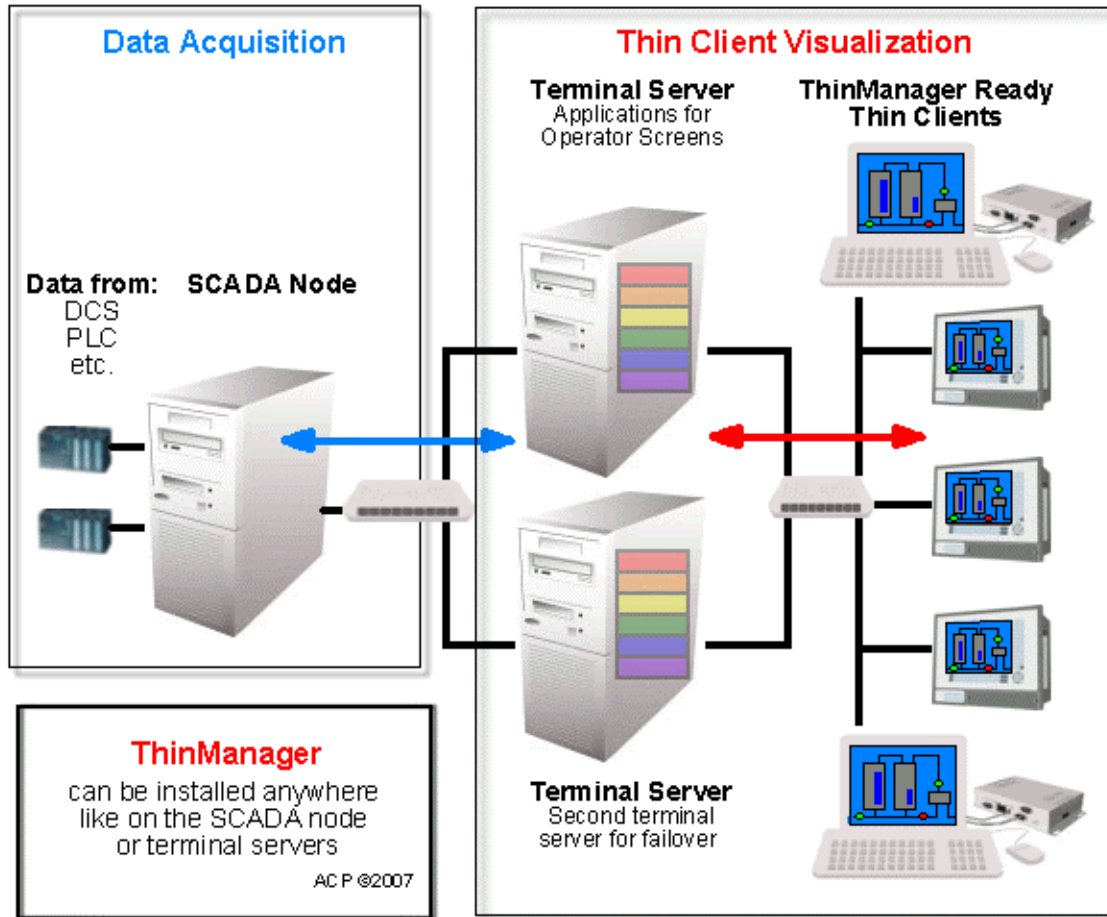 Data Acquisition
Data from:
DCS
PLC
etc.
SCADA Node
ThinManager
can be installed anywhere
like on the SCADA node
or terminal servers
ACP ©2007
Thin Client Visualization
Terminal Server
Applications for
Operator Screens
ThinManager Ready
Thin Clients
Terminal Server
Second terminal
server for failover